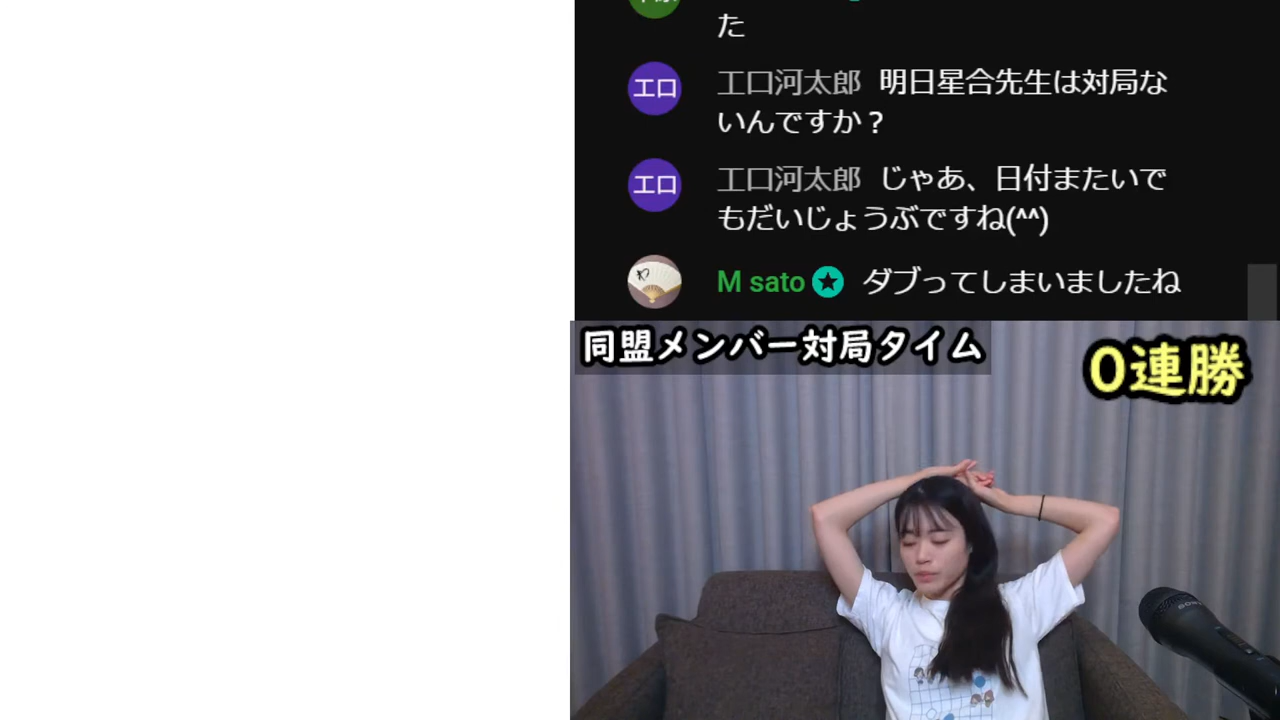 た
エロ
エ口河太郎 明日星合先生は対局な
いんですか？
エロ
エ口河太郎 じゃあ、日付またいで
もだいじょうぶですね(^^)
M sato ダブってしまいましたね
同盟メンバー対局タイム
0連勝
SONY